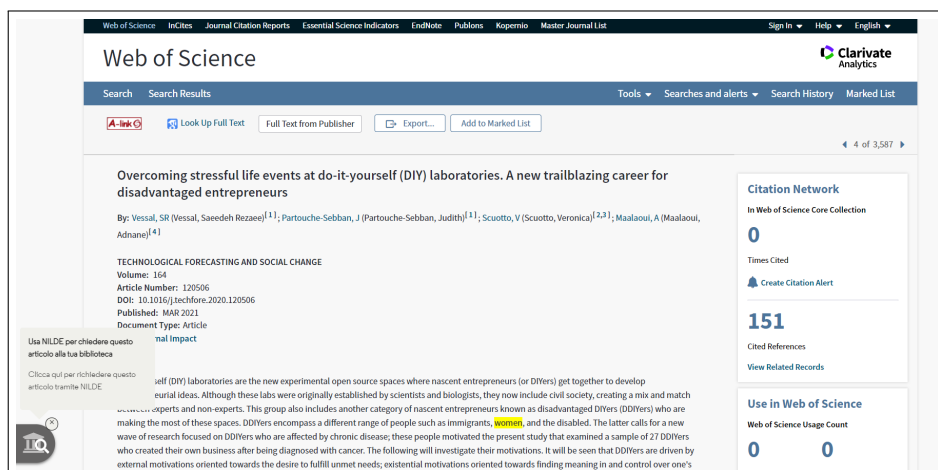 Web of Science InCites Journal Citation Reports Essential Science Indicators EndNote Publons Kopernio Master Journal List Sign In Help English
Web of Science
Clarivate
Analytics
Search Search Results Tools Searches and alerts Search History Marked List
A-link S Look Up Full Text Full Text from Publisher Export... Add to Marked List
4 of 3,587
Overcoming stressful life events at do-it-yourself (DIY) laboratories. A new trailblazing career for
disadvantaged entrepreneurs
By: Vessal, SR (Vessal, Saeedeh Rezaee)[1]; Partouche-Sebban, J (Partouche-Sebban, Judith)[1]; Scuotto, V (Scuotto, Veronica)[2,3]; Maalaoui, A (Maalaoui,
Adnane)[4]
TECHNOLOGICAL FORECASTING AND SOCIAL CHANGE
Volume: 164
Article Number: 120506
DOI: 10.1016/j.techfore.2020.120506
Published: MAR 2021
Document Type: Article
nal Impact
Usa NILDE per chiedere questo
articolo alla tua biblioteca
Clicca qui per richiedere questo
articolo tramite NILDE
self (DIY) laboratories are the new experimental open source spaces where nascent entrepreneurs (or DIYers) get together to develop
eurial ideas. Although these labs were originally established by scientists and biologists, they now include civil society, creating a mix and match
between experts and non-experts. This group also includes another category of nascent entrepreneurs known as disadvantaged DIYers (DDIYers) who are
making the most of these spaces. DDIYers encompass a different range of people such as immigrants, women, and the disabled. The latter calls for a new
wave of research focused on DDIYers who are affected by chronic disease; these people motivated the present study that examined a sample of 27 DDIYers
who created their own business after being diagnosed with cancer. The following will investigate their motivations. It will be seen that DDIYers are driven by
external motivations oriented towards the desire to fulfill unmet needs; existential motivations oriented towards finding meaning in and control over one's
Citation Network
In Web of Science Core Collection
0
Times Cited
Create Citation Alert
151
Cited References
View Related Records
Use in Web of Science
Web of Science Usage Count
0 0